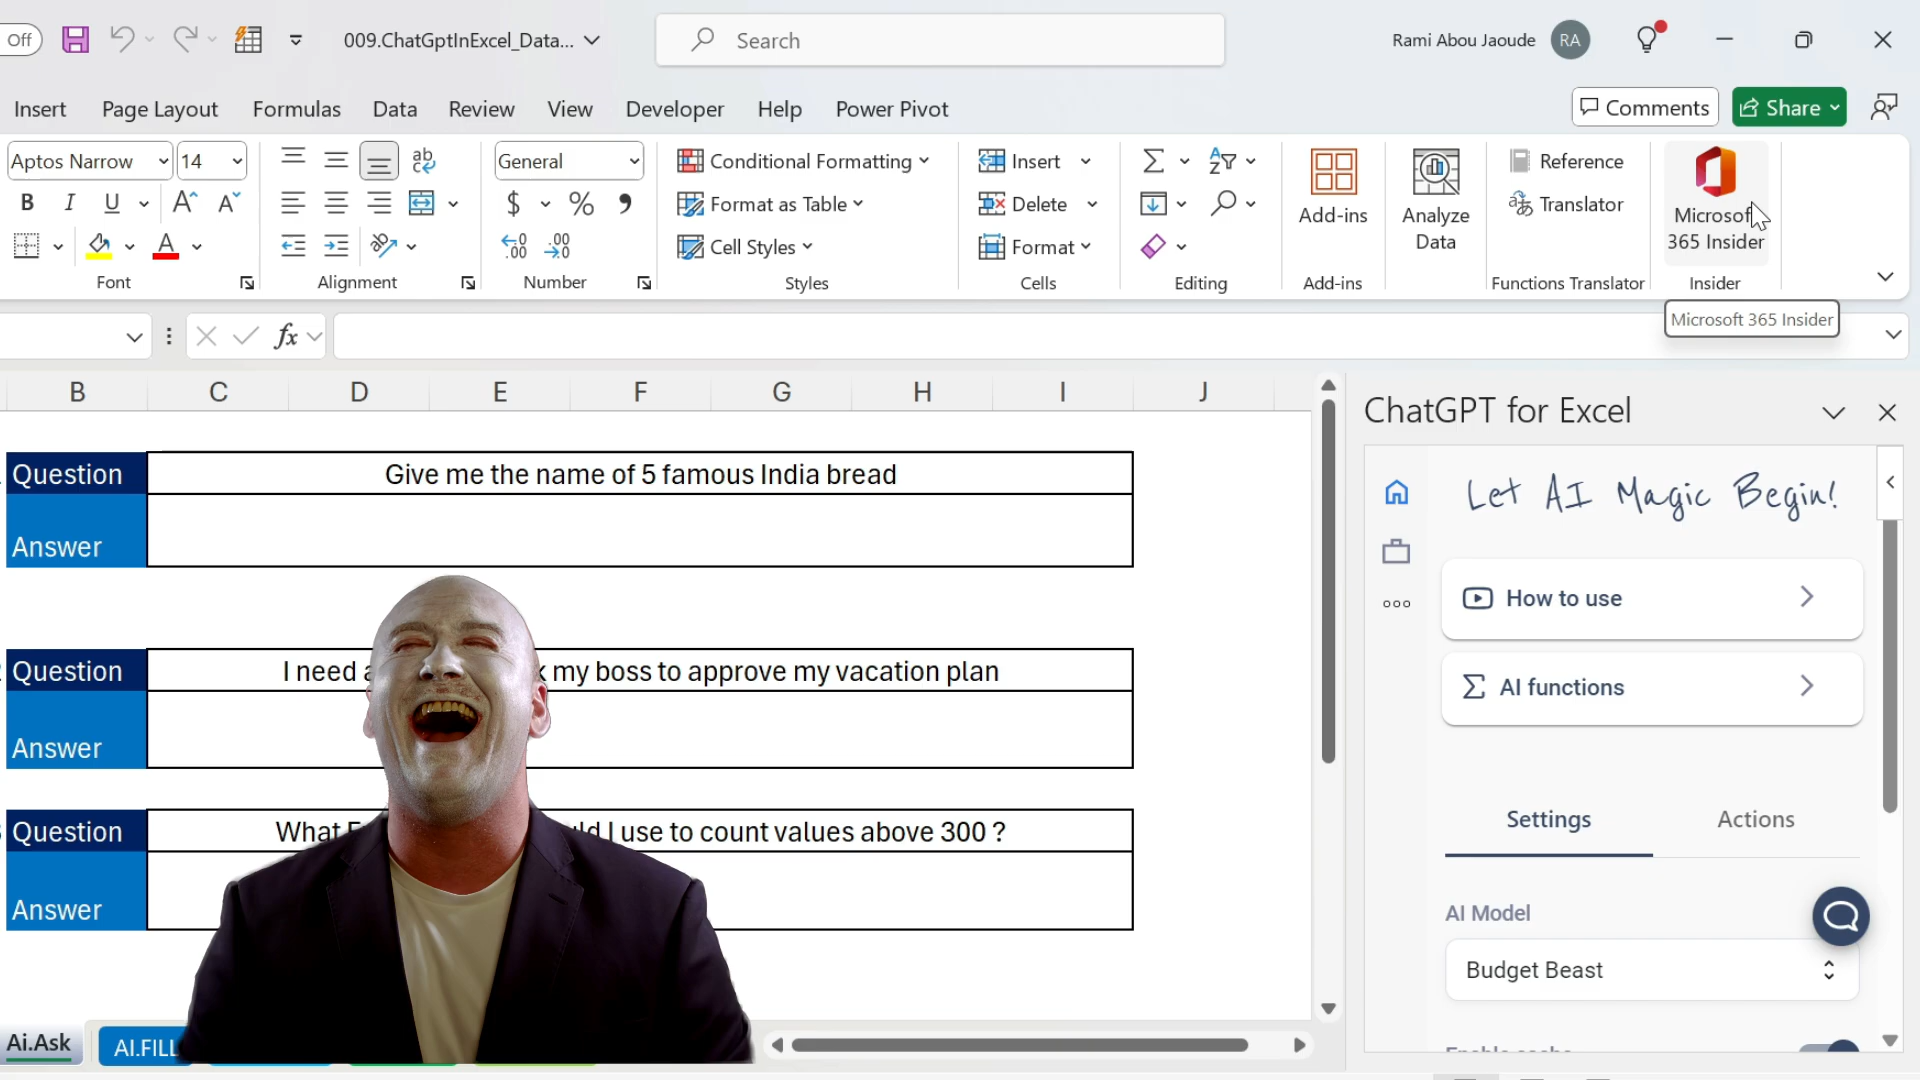 Off
009.ChatGptInExcel_Data...
Search
Rami Abou Jaoude
RA
Insert Page Layout Formulas Data Review View Developer Help Power Pivot
Comments
Share
Aptos Narrow
14
General
Conditional Formatting
Format as Table
Cell Styles
Insert
Delete
Format
Add-ins
Analyze
Data
Reference
Translator
Microsoft
365 Insider
B I U A A
A
$ % ,
Font
Alignment
Number
Styles
Cells
Editing
Add-ins
Functions Translator
Insider
Microsoft 365 Insider
fx
B C D E F G H I J
Question
Give me the name of 5 famous India bread
Answer
Question
I need a my boss to approve my vacation plan
Answer
Question
What I use to count values above 300 ?
Answer
Ai.Ask
AI.FILL
ChatGPT for Excel
Let AI Magic Begin!
How to use
AI functions
Settings
Actions
AI Model
Budget Beast